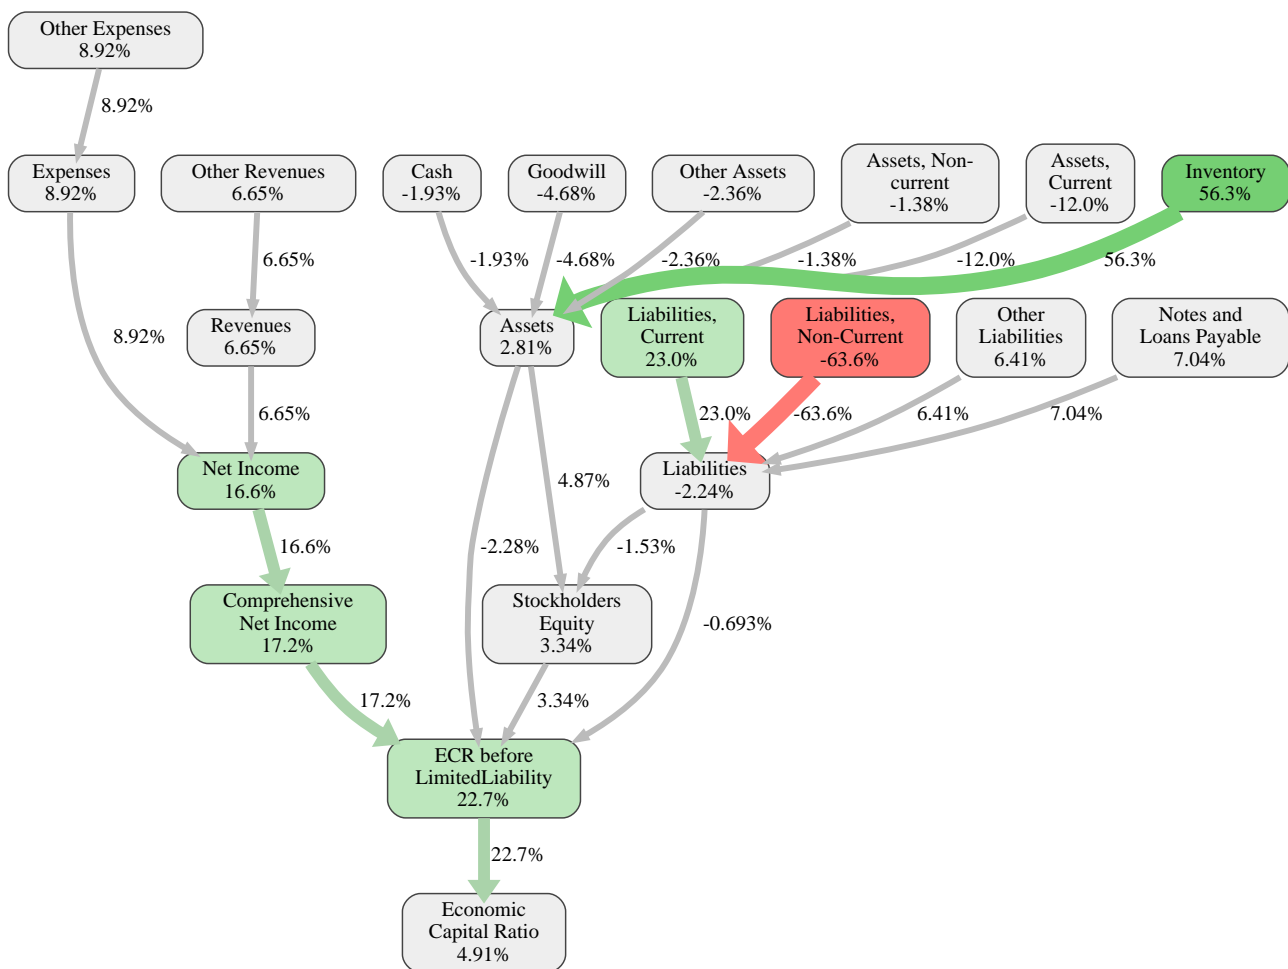 Other Expenses
8.92%
8.92%
Expenses
8.92%
Other Revenues
6.65%
Cash
-1.93%
Goodwill
-4.68%
Other Assets
-2.36%
Assets, Non-
current
-1.38%
Assets,
Current
-12.0%
Inventory
56.3%
6.65%
-1.93%
-4.68%
-2.36%
-1.38%
-12.0%
56.3%
8.92%
Revenues
6.65%
Assets
2.81%
Liabilities,
Current
23.0%
Liabilities,
Non-Current
-63.6%
Other
Liabilities
6.41%
Notes and
Loans Payable
7.04%
6.65%
23.0%
-63.6%
6.41%
7.04%
Net Income
16.6%
4.87%
Liabilities
-2.24%
16.6%
-2.28%
-1.53%
Comprehensive
Net Income
17.2%
Stockholders
Equity
3.34%
-0.693%
17.2%
3.34%
ECR before
LimitedLiability
22.7%
22.7%
Economic
Capital Ratio
4.91%